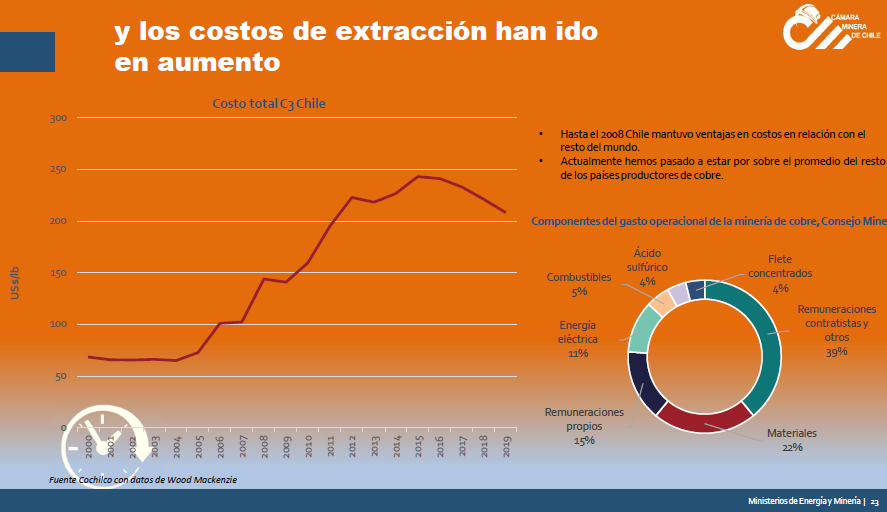 y los costos de extracción han ido
en aumento
CÁMARA
MINERA
DE CHILE
Costo total C3 Chile
300
250
200
150
100
50
0
US$/lb
2000
2001
2002
2003
2004
2005
2006
2007
2008
2009
2010
2011
2012
2013
2014
2015
2016
2017
2018
2019
Fuente Cochilco con datos de Wood Mackenzie
• Hasta el 2008 Chile mantuvo ventajas en costos en relación con el
resto del mundo.
• Actualmente hemos pasado a estar por sobre el promedio del resto
de los países productores de cobre.
Componentes del gasto operacional de la minería de cobre, Consejo Mine
Ácido
sulfúrico
4%
Flete
concentrados
4%
Combustibles
5%
Remuneraciones
contratistas y
otros
39%
Energía
eléctrica
11%
Remuneraciones
propios
15%
Materiales
22%
Ministerios de Energía y Minería | 23